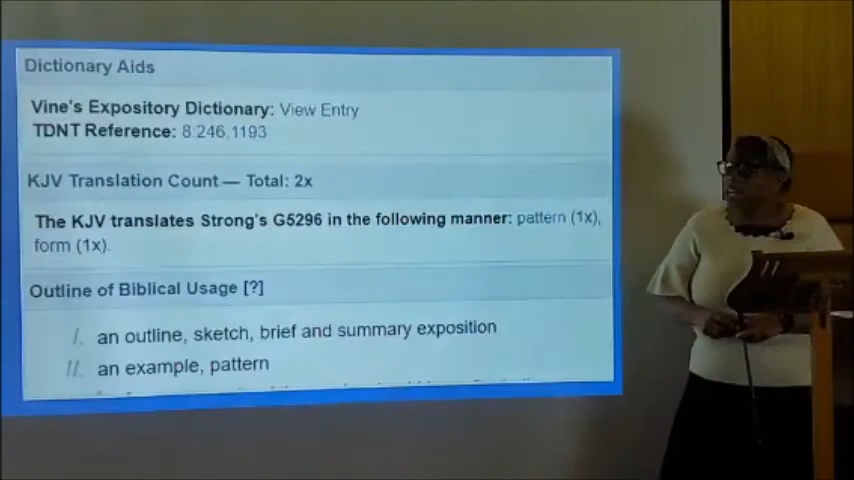 Dictionary Aids
Vine's Expository Dictionary: View Entry
TDNT Reference: 8:246,1193
KJV Translation Count — Total: 2x
The KJV translates Strong's G5296 in the following manner: pattern (1x),
form (1x).
Outline of Biblical Usage [?]
I. an outline, sketch, brief and summary exposition
II. an example, pattern